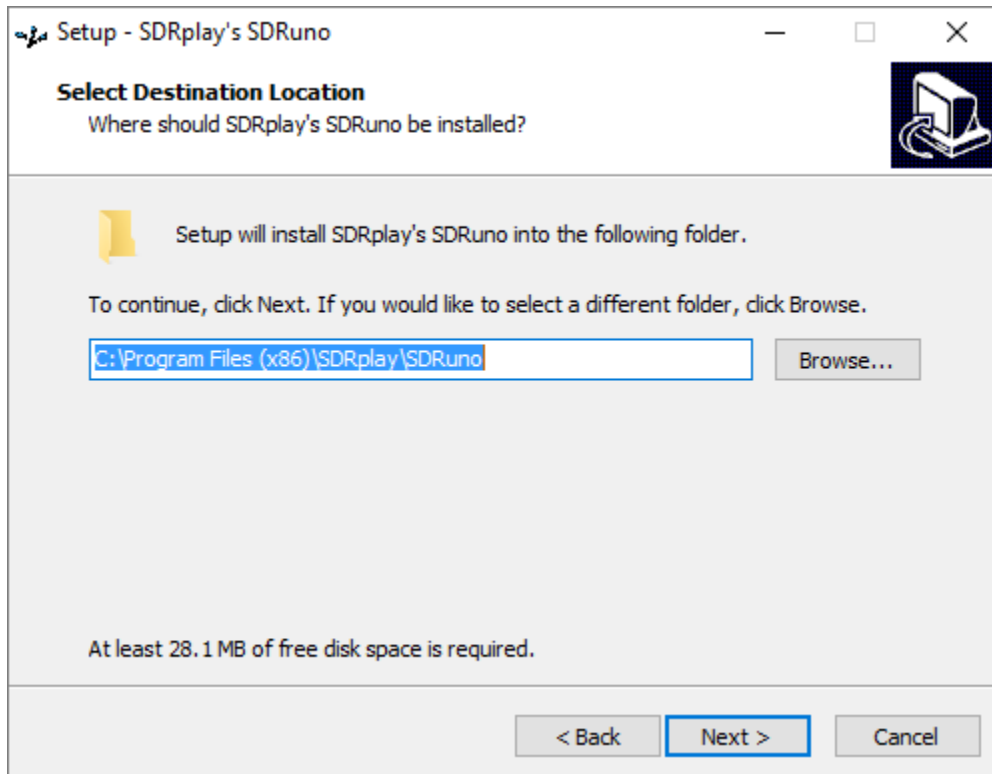 Setup - SDRplay's SDRuno
Select Destination Location
Where should SDRplay's SDRuno be installed?
Setup will install SDRplay's SDRuno into the following folder.
To continue, click Next. If you would like to select a different folder, click Browse.
C:\Program Files (x86)\SDRplay\SDRuno
Browse...
At least 28.1 MB of free disk space is required.
< Back
Next >
Cancel